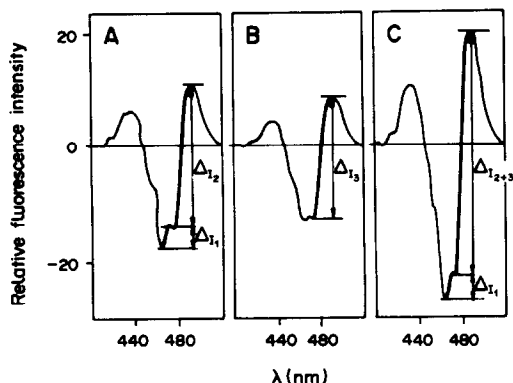 Relative fluorescence intensity
20
0
-20
A
ΔI₂
ΔI₁
B
ΔI₃
C
ΔI₂₊₃
ΔI₁
440 480 440 480 440 480
λ(nm)